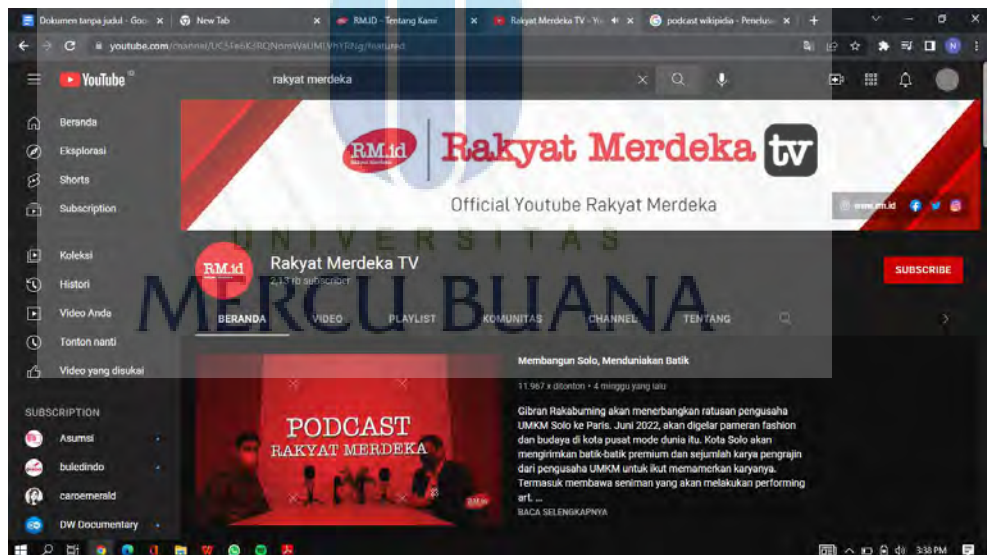 Dokumen tanpa judul - Goo
New Tab
RM.ID - Tentang Kami
Rakyat Merdeka TV - Yo
podcast wikipidia - Penelus
youtube.com/channel/
N
YouTube
ID
rakyat merdeka
Beranda
Eksplorasi
Shorts
Subscription
Koleksi
Histori
Video Anda
Tonton nanti
Video yang disukai
SUBSCRIPTION
Asumsi
buledindo
caroemerald
DW Documentary
RM.id
Rakyat Merdeka tv
Official Youtube Rakyat Merdeka
www.rm.id
UNIVERSITAS
MERCU BUANA
RM.id
Rakyat Merdeka TV
2,13 rb subscriber
SUBSCRIBE
BERANDA
VIDEO
PLAYLIST
KOMUNITAS
CHANNEL
TENTANG
PODCAST
RAKYAT MERDEKA
RM.id
Membangun Solo, Menduniakan Batik
11.967 x ditonton • 4 minggu yang lalu
Gibran Rakabuming akan menerbangkan ratusan pengusaha
UMKM Solo ke Paris. Juni 2022, akan digelar pameran fashion
dan budaya di kota pusat mode dunia itu. Kota Solo akan
mengirimkan batik-batik premium dan sejumlah karya pengrajin
dari pengusaha UMKM untuk ikut memamerkan karyanya.
Termasuk membawa seniman yang akan melakukan performing
art. ...
BACA SELENGKAPNYA
3:38 PM